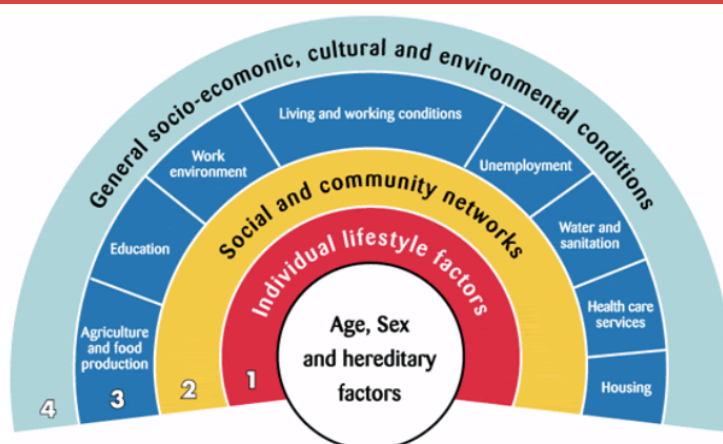 General socio-ecomonic, cultural and environmental conditions
Living and working conditions
Work
environment
Unemployment
Education
Water and
sanitation
Agriculture
and food
production
Health care
services
Housing
Social and community networks
Individual lifestyle factors
Age, Sex
and hereditary
factors
4
3
2
1